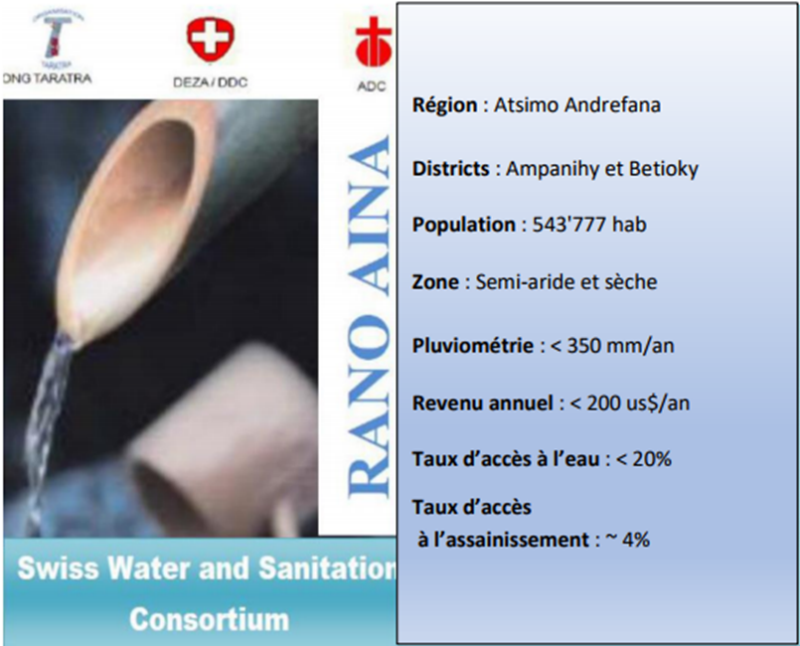 TARATRA
ONG TARATRA
DEZA / DDC
ADC
RANO AINA
Swiss Water and Sanitation
Consortium
Région : Atsimo Andrefana
Districts : Ampanihy et Betioky
Population : 543'777 hab
Zone : Semi-aride et sèche
Pluviométrie : < 350 mm/an
Revenu annuel : < 200 us$/an
Taux d’accès à l’eau : < 20%
Taux d’accès
à l’assainissement : ~ 4%